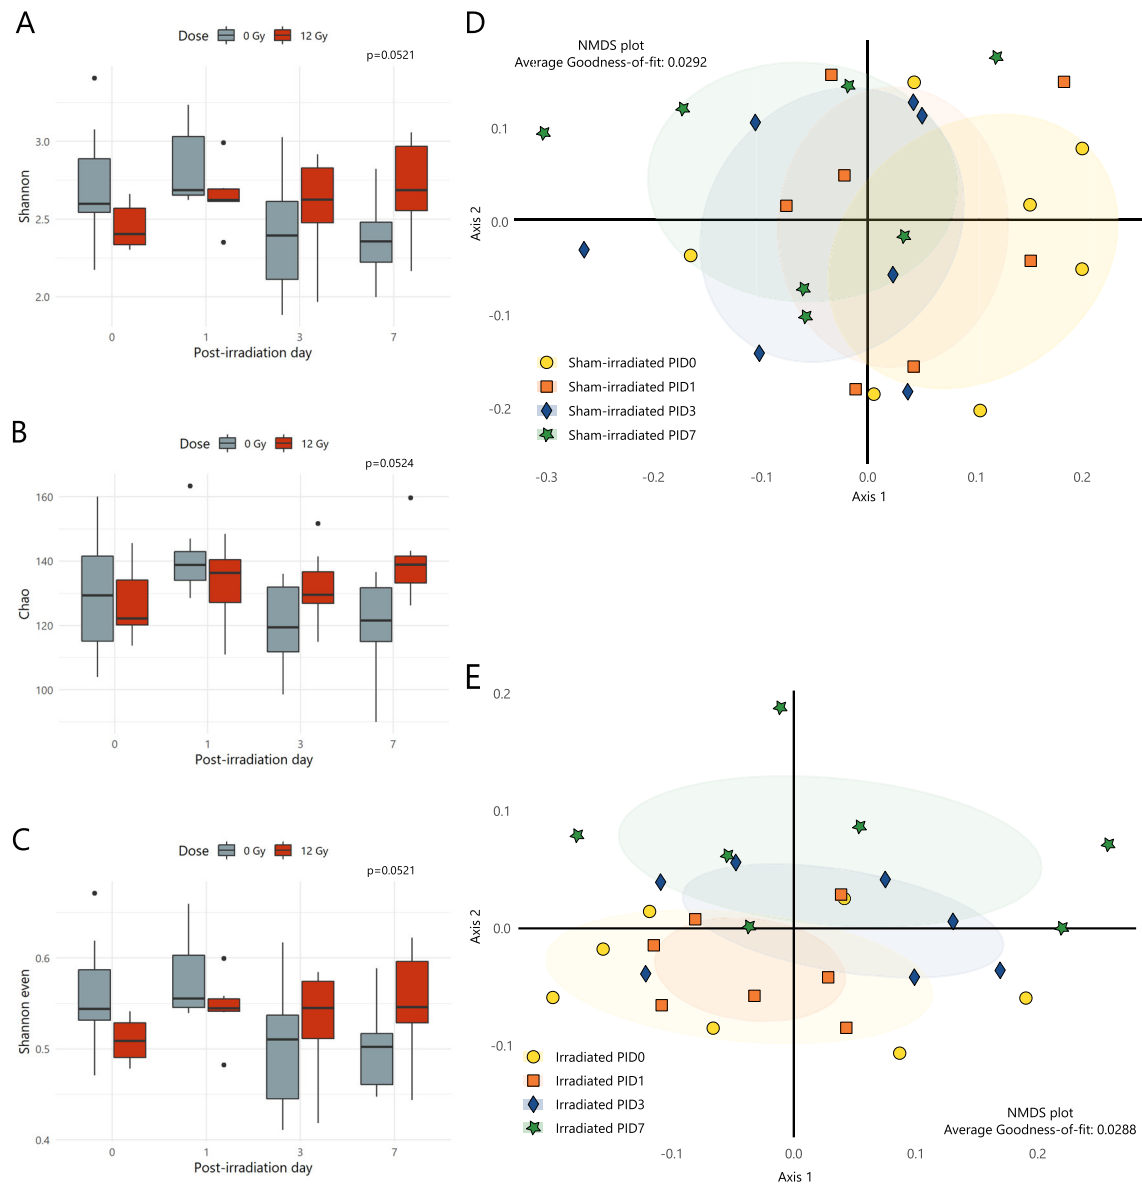 A
Dose 0 Gy 12 Gy
p=0.0521
Shannon
3.0
2.5
2.0
0 1 3 7
Post-irradiation day
B
Dose 0 Gy 12 Gy
p=0.0524
Chao
160
140
120
100
0 1 3 7
Post-irradiation day
C
Dose 0 Gy 12 Gy
p=0.0521
Shannon even
0.6
0.5
0.4
0 1 3 7
Post-irradiation day
D
NMDS plot
Average Goodness-of-fit: 0.0292
Axis 2
0.1
0.0
-0.1
-0.2
Sham-irradiated PID0
Sham-irradiated PID1
Sham-irradiated PID3
Sham-irradiated PID7
-0.3 -0.2 -0.1 0.0 0.1 0.2
Axis 1
E
0.2
0.1
Axis 2
0.0
-0.1
Irradiated PID0
Irradiated PID1
Irradiated PID3
Irradiated PID7
NMDS plot
Average Goodness-of-fit: 0.0288
-0.1 0.0 0.1 0.2
Axis 1